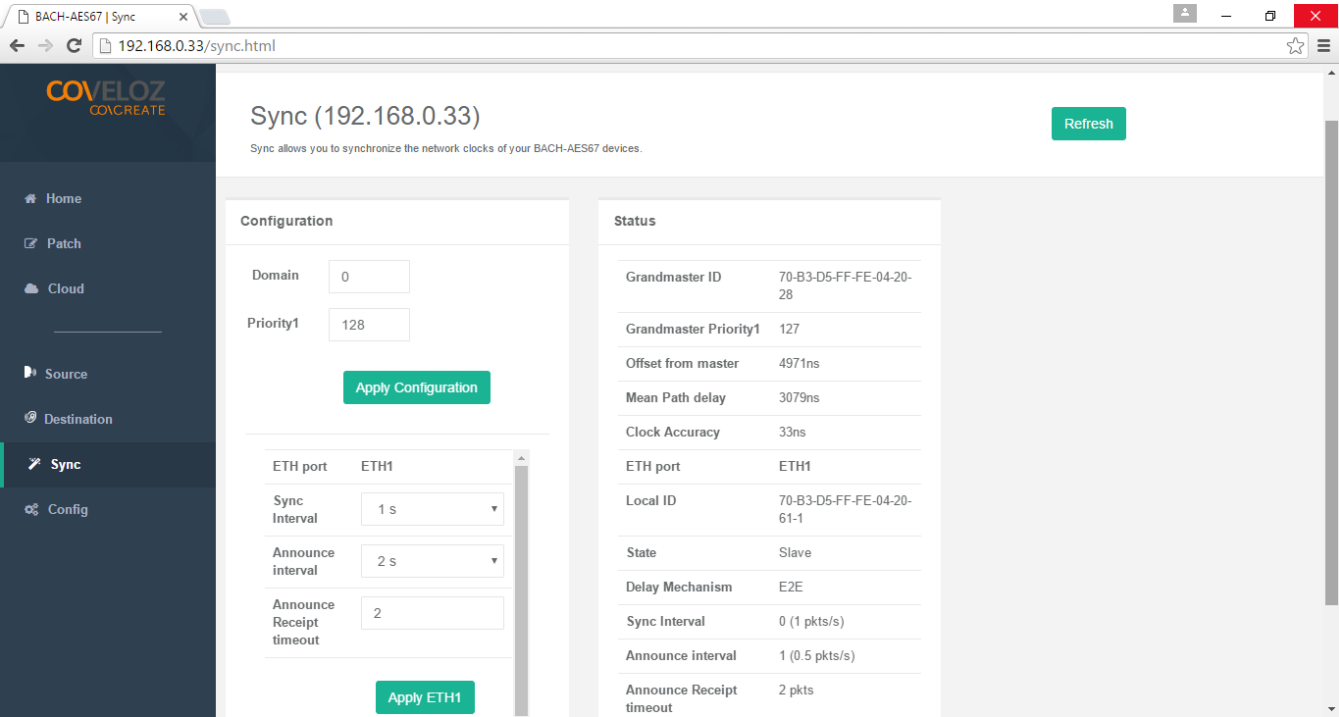 BACH-AES67 | Sync
192.168.0.33/sync.html
COVELOZ
COCREATE
Home
Patch
Cloud
Source
Destination
Sync
Config
Sync (192.168.0.33)
Sync allows you to synchronize the network clocks of your BACH-AES67 devices.
Refresh
Configuration
Domain 0
Priority1 128
Apply Configuration
ETH port ETH1
Sync
Interval
1 s
Announce
interval
2 s
Announce
Receipt
timeout
2
Apply ETH1
Status
Grandmaster ID 70-B3-D5-FF-FE-04-20-
28
Grandmaster Priority1 127
Offset from master 4971ns
Mean Path delay 3079ns
Clock Accuracy 33ns
ETH port ETH1
Local ID 70-B3-D5-FF-FE-04-20-
61-1
State Slave
Delay Mechanism E2E
Sync Interval 0 (1 pkts/s)
Announce interval 1 (0.5 pkts/s)
Announce Receipt 2 pkts
timeout